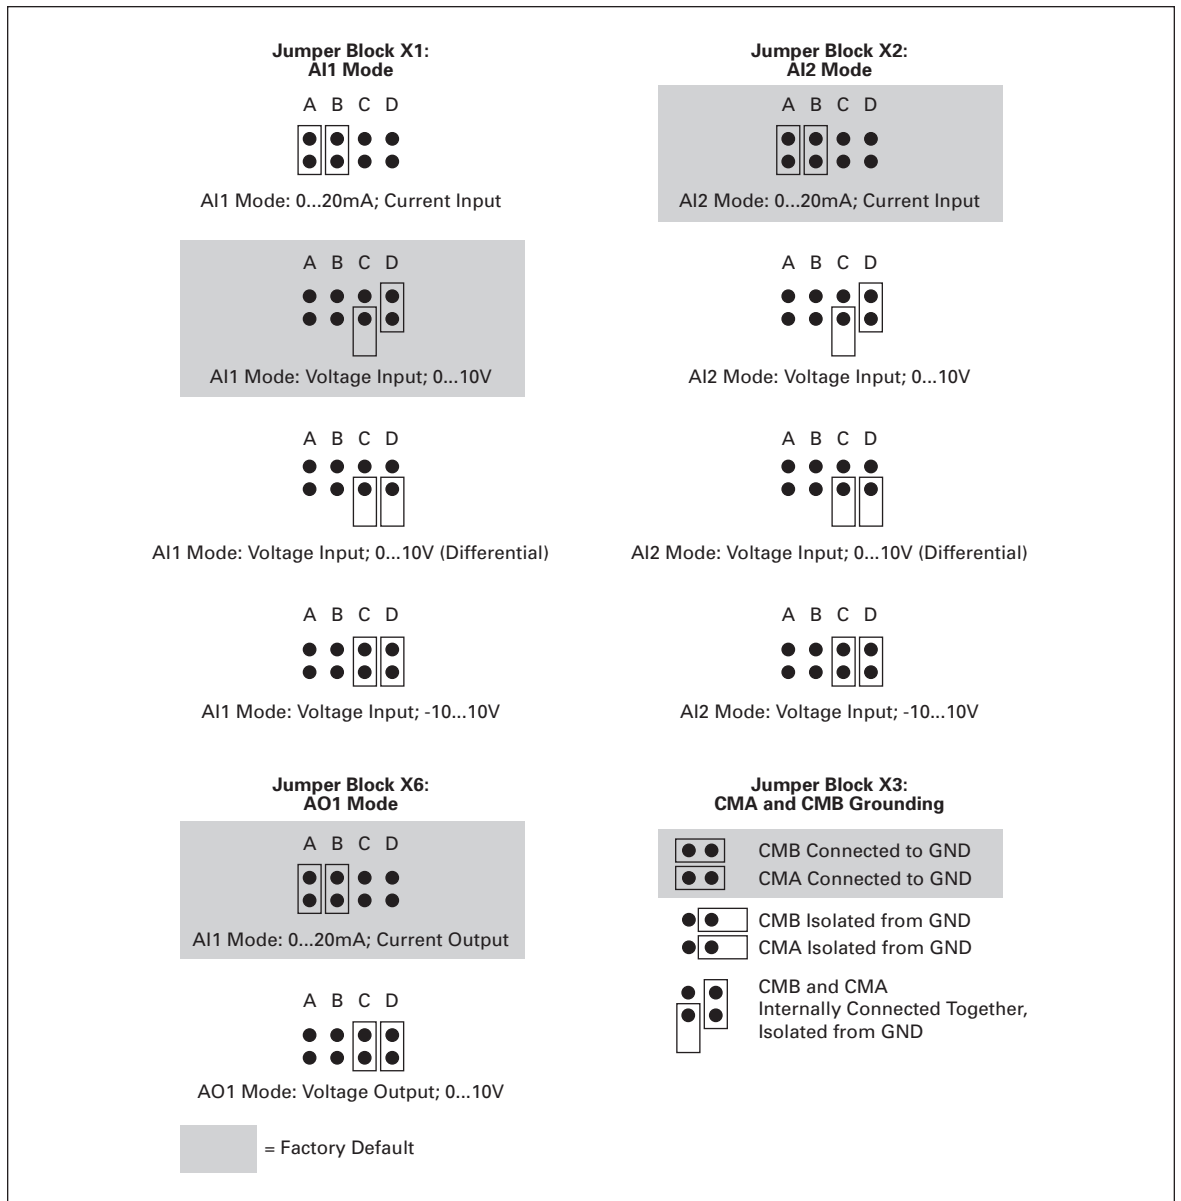 Jumper Block X1:
AI1 Mode
A B C D
AI1 Mode: 0...20mA; Current Input
A B C D
AI1 Mode: Voltage Input; 0...10V
A B C D
AI1 Mode: Voltage Input; 0...10V (Differential)
A B C D
AI1 Mode: Voltage Input; -10...10V
Jumper Block X2:
AI2 Mode
A B C D
AI2 Mode: 0...20mA; Current Input
A B C D
AI2 Mode: Voltage Input; 0...10V
A B C D
AI2 Mode: Voltage Input; 0...10V (Differential)
A B C D
AI2 Mode: Voltage Input; -10...10V
Jumper Block X6:
AO1 Mode
A B C D
AI1 Mode: 0...20mA; Current Output
A B C D
AO1 Mode: Voltage Output; 0...10V
Jumper Block X3:
CMA and CMB Grounding
CMB Connected to GND
CMA Connected to GND
CMB Isolated from GND
CMA Isolated from GND
CMB and CMA
Internally Connected Together,
Isolated from GND
= Factory Default